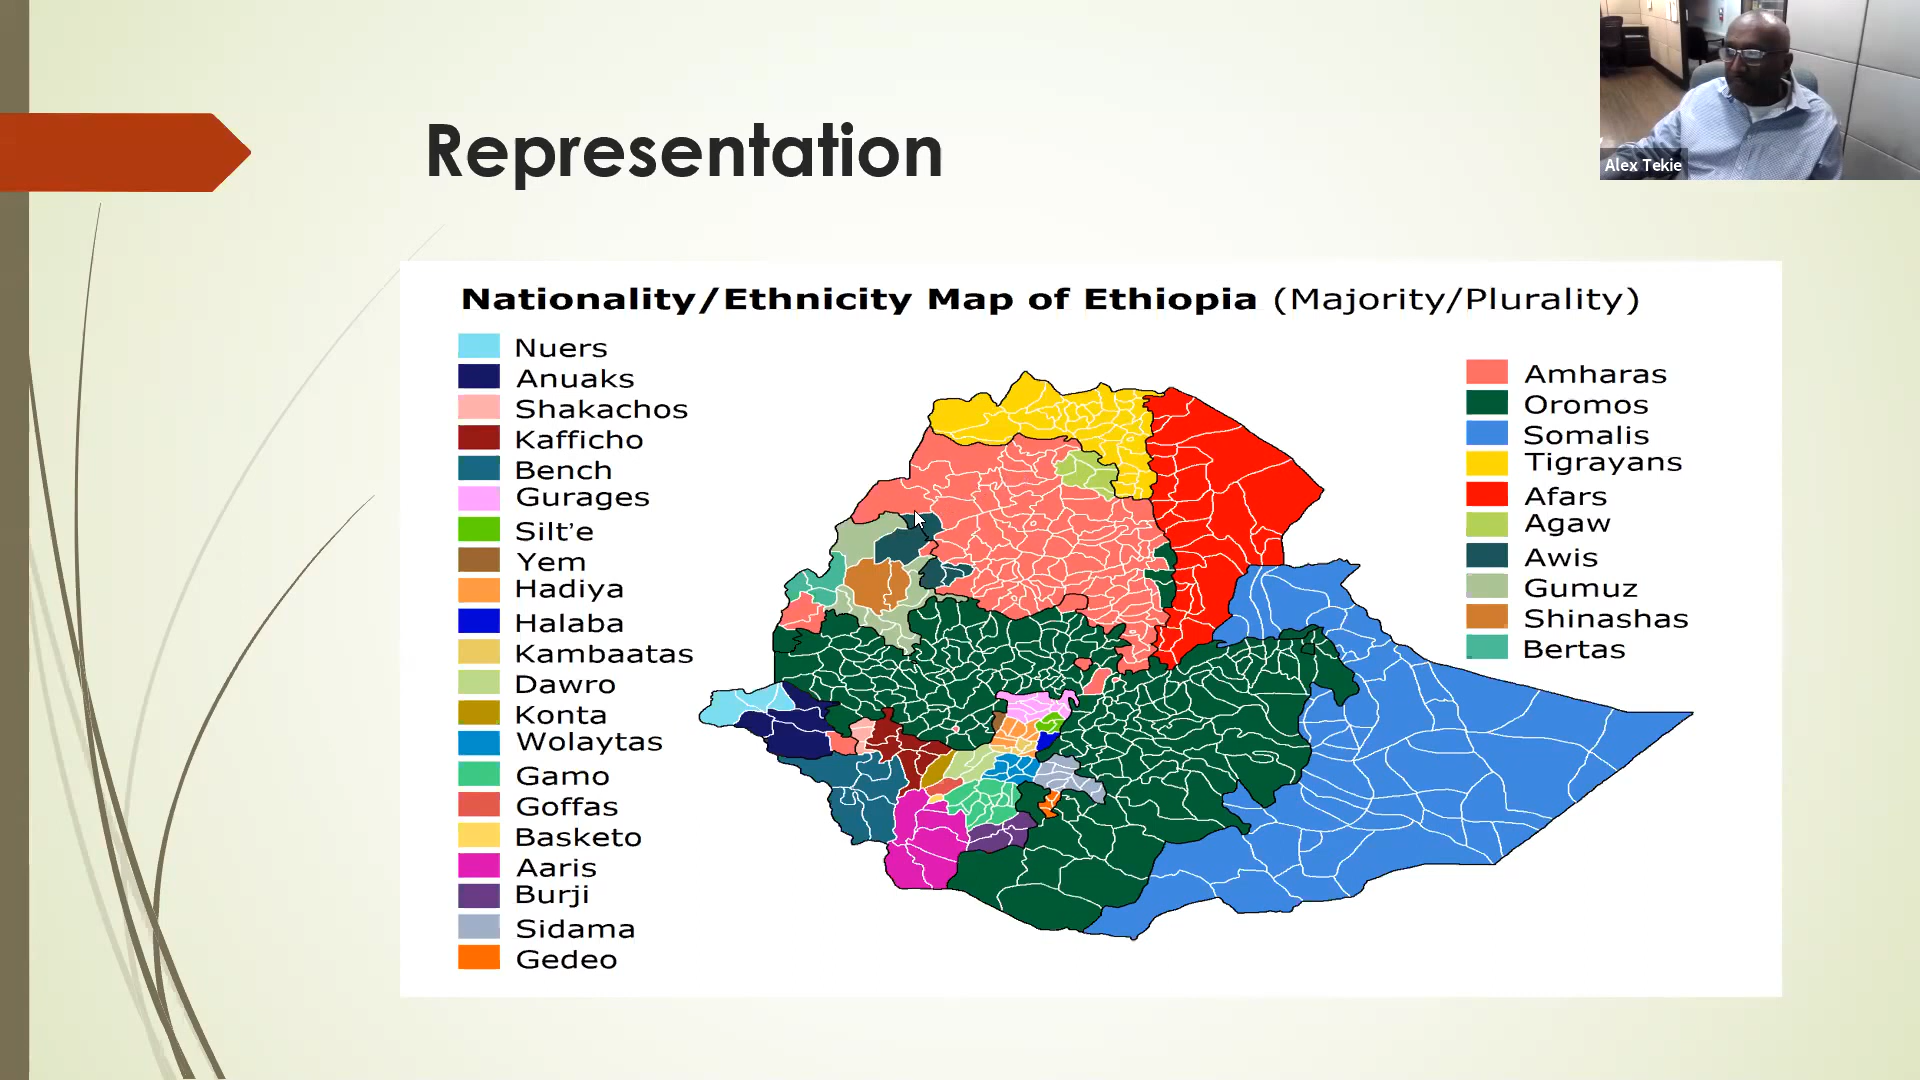 Alex Tekie
Representation
Nationality/Ethnicity Map of Ethiopia (Majority/Plurality)
Nuers
Anuaks
Shakachos
Kafficho
Bench
Gurages
Silt’e
Yem
Hadiya
Halaba
Kambaatas
Dawro
Konta
Wolaytas
Gamo
Goffas
Basketo
Aaris
Burji
Sidama
Gedeo
Amharas
Oromos
Somalis
Tigrayans
Afars
Agaw
Awis
Gumuz
Shinashas
Bertas